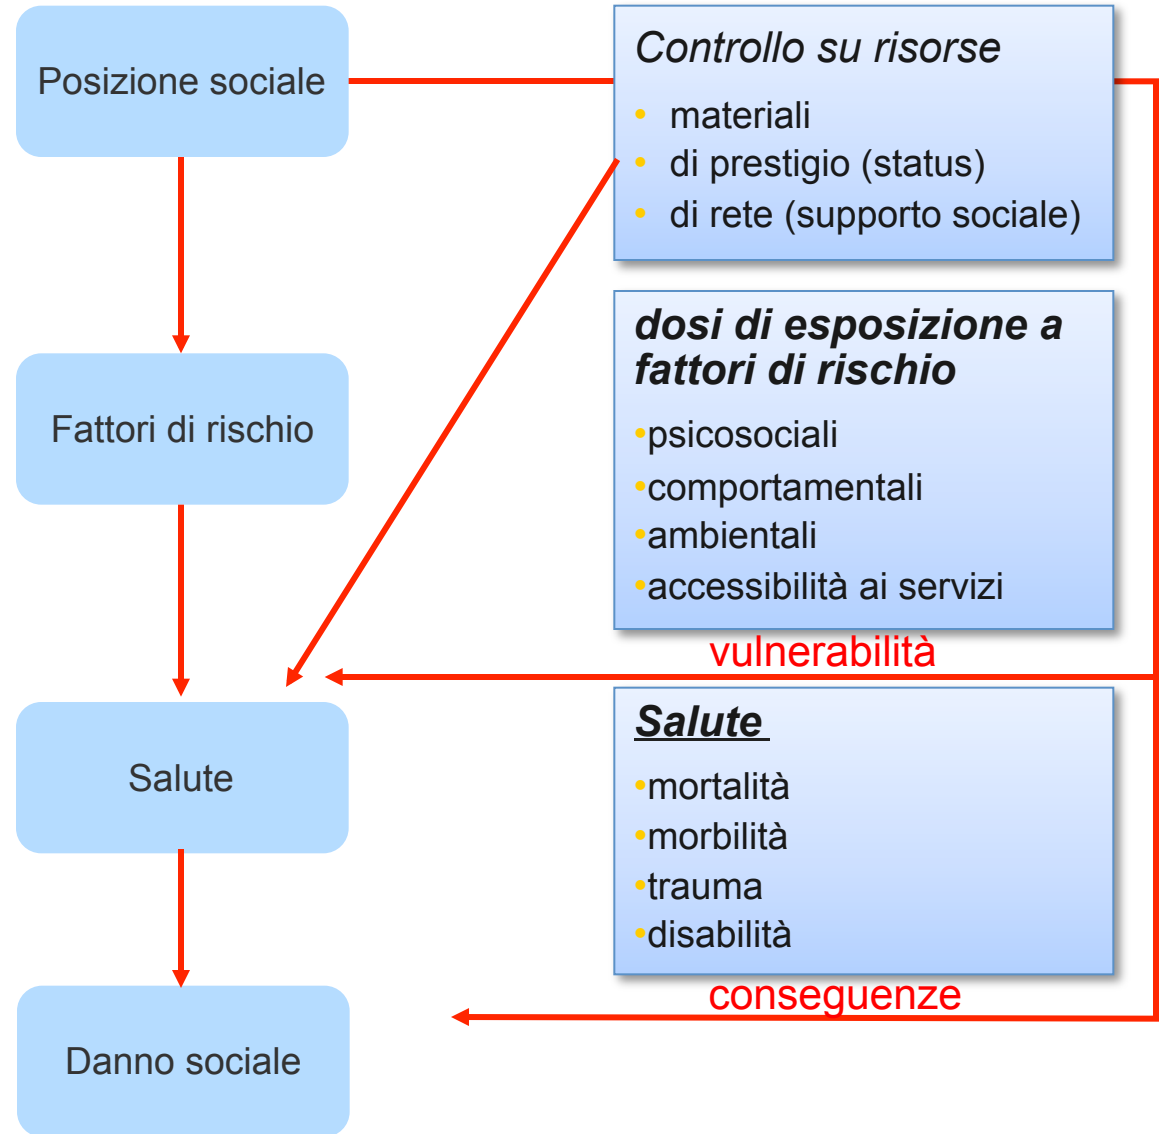 Posizione sociale
Controllo su risorse
• materiali
• di prestigio (status)
• di rete (supporto sociale)
dosi di esposizione a
fattori di rischio
•psicosociali
•comportamentali
•ambientali
•accessibilità ai servizi
Fattori di rischio
vulnerabilità
Salute
•mortalità
•morbilità
•trauma
•disabilità
Salute
conseguenze
Danno sociale